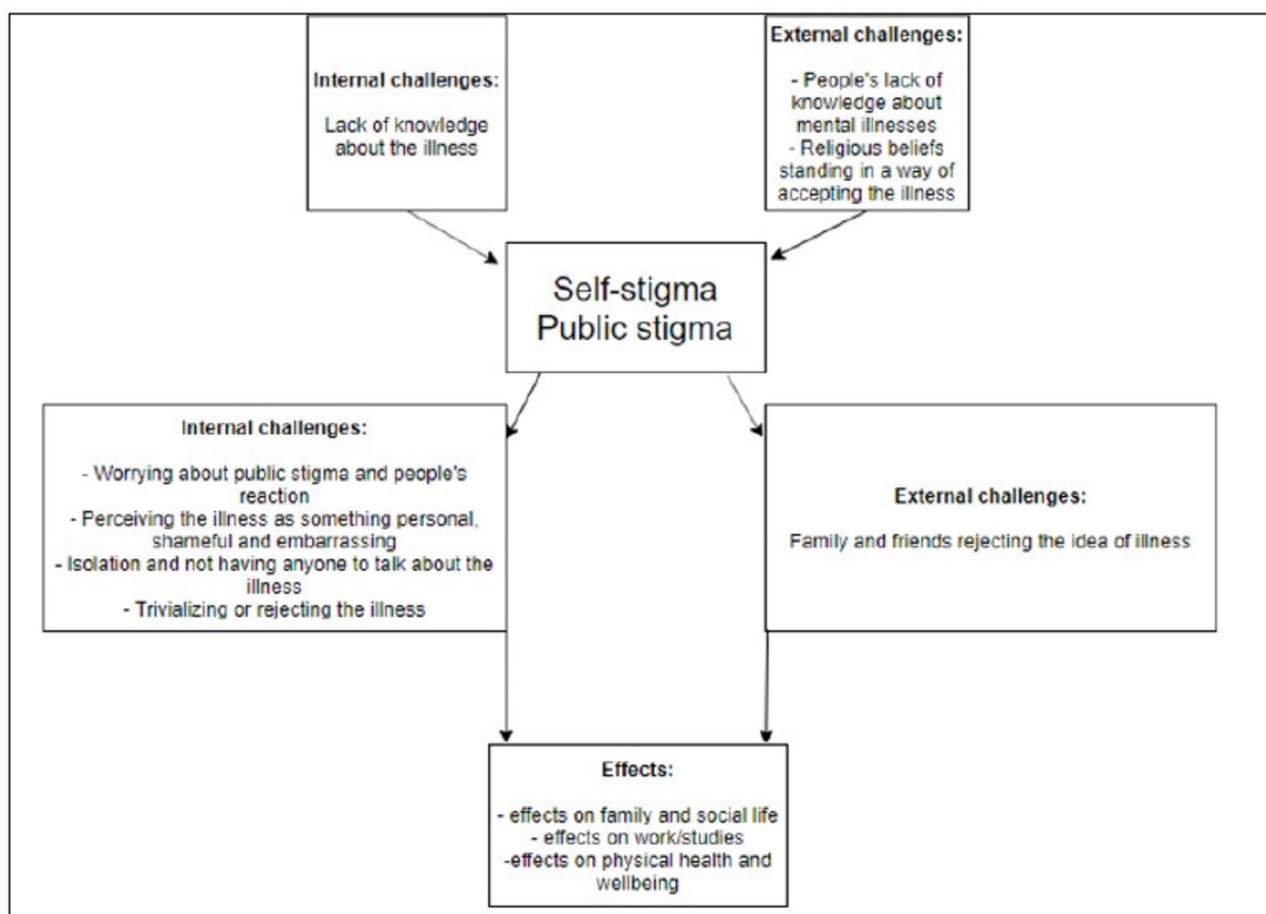 Internal challenges:
Lack of knowledge
about the illness
External challenges:
- People's lack of
knowledge about
mental illnesses
- Religious beliefs
standing in a way of
accepting the illness
Self-stigma
Public stigma
Internal challenges:
- Worrying about public stigma and people's
reaction
- Perceiving the illness as something personal,
shameful and embarrassing
- Isolation and not having anyone to talk about the
illness
- Trivializing or rejecting the illness
External challenges:
Family and friends rejecting the idea of illness
Effects:
- effects on family and social life
- effects on work/studies
-effects on physical health and
wellbeing